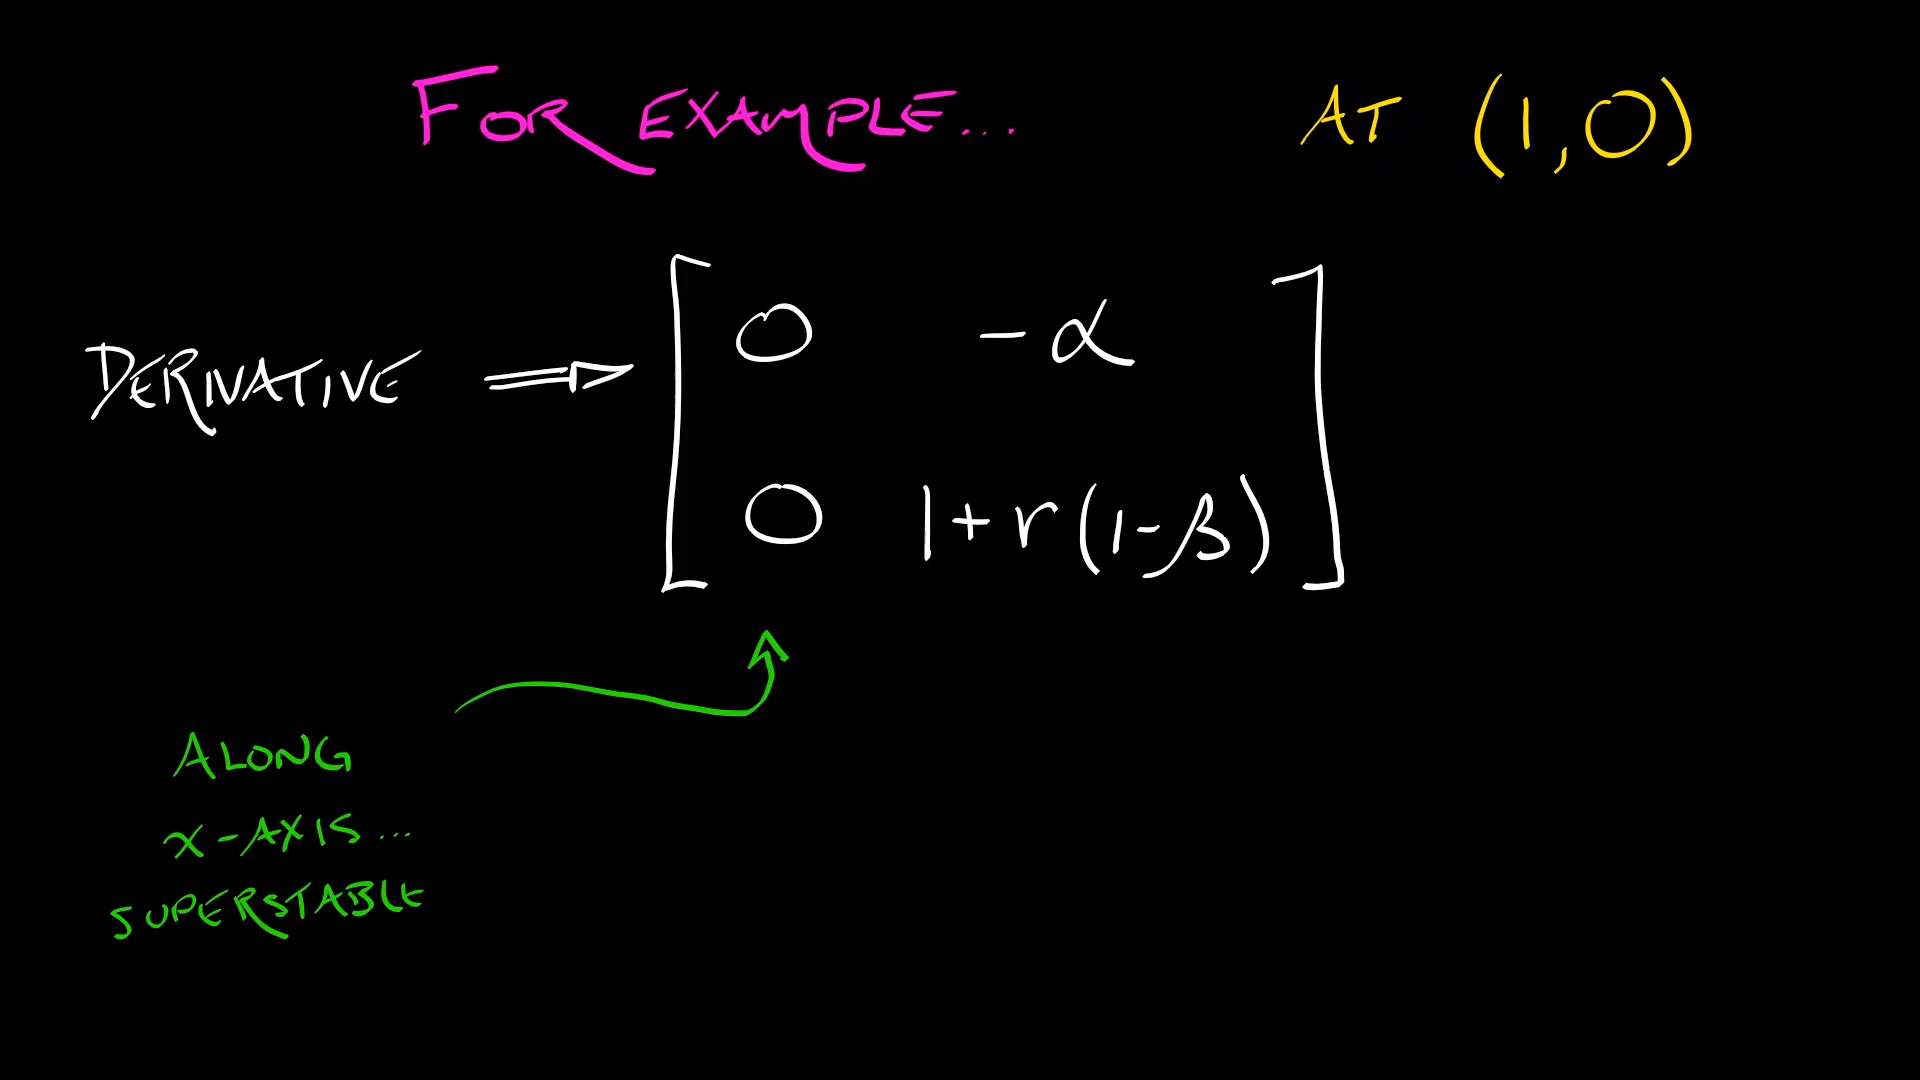 FOR EXAMPLE... AT (1,0)
DERIVATIVE ⇒ [ 0 -α
0 1+r(1-β) ]
ALONG
x-AXIS...
SUPERSTABLE